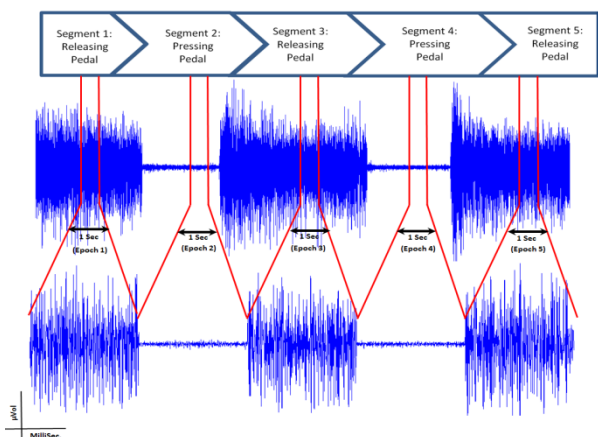 Segment 1:
Releasing
Pedal
Segment 2:
Pressing
Pedal
Segment 3:
Releasing
Pedal
Segment 4:
Pressing
Pedal
Segment 5:
Releasing
Pedal
1 Sec
(Epoch 1)
1 Sec
(Epoch 2)
1 Sec
(Epoch 3)
1 Sec
(Epoch 4)
1 Sec
(Epoch 5)
µVol
MilliSec